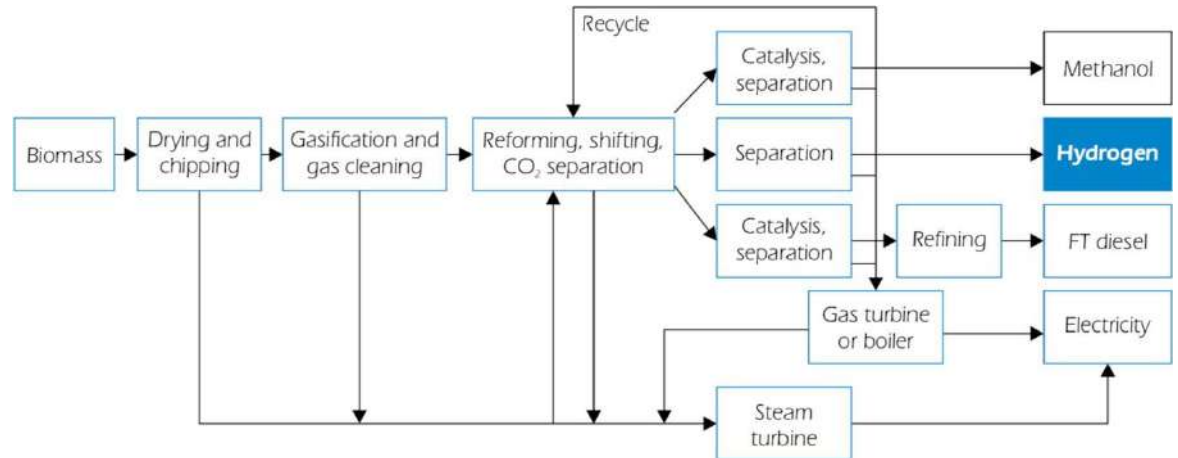 Recycle
Catalysis,
separation
Methanol
Biomass
Drying and
chipping
Gasification and
gas cleaning
Reforming, shifting,
CO₂ separation
Separation
Hydrogen
Catalysis,
separation
Refining
FT diesel
Gas turbine
or boiler
Electricity
Steam
turbine